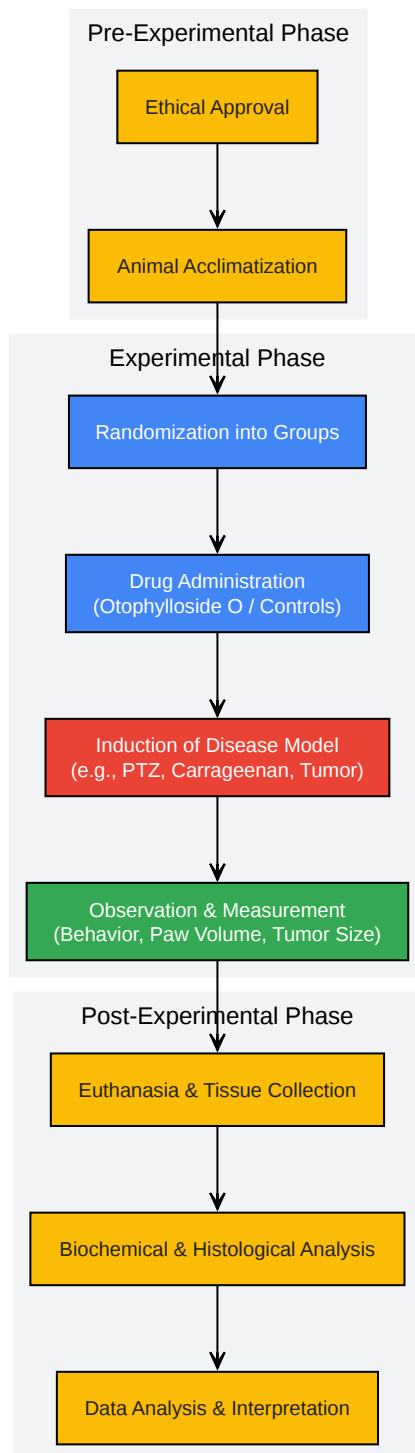 Pre-Experimental Phase
Ethical Approval
Animal Acclimatization
Experimental Phase
Randomization into Groups
Drug Administration
(Otophylloside O / Controls)
Induction of Disease Model
(e.g., PTZ, Carrageenan, Tumor)
Observation & Measurement
(Behavior, Paw Volume, Tumor Size)
Post-Experimental Phase
Euthanasia & Tissue Collection
Biochemical & Histological Analysis
Data Analysis & Interpretation